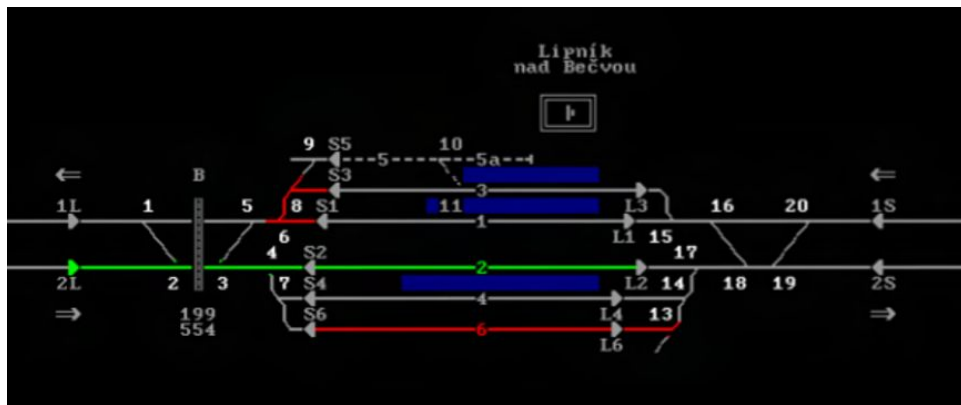 Lipník
nad Bečvou
9 S5 10
5 5a
S3
B 3
1L 1 5 8 S1 11 L3 16 20 1S
1
6 L1 15
4 S2 17
2
2L 2 3 7 S4 L2 14 18 19 2S
4
199 S6 L4 13
554 6
L6